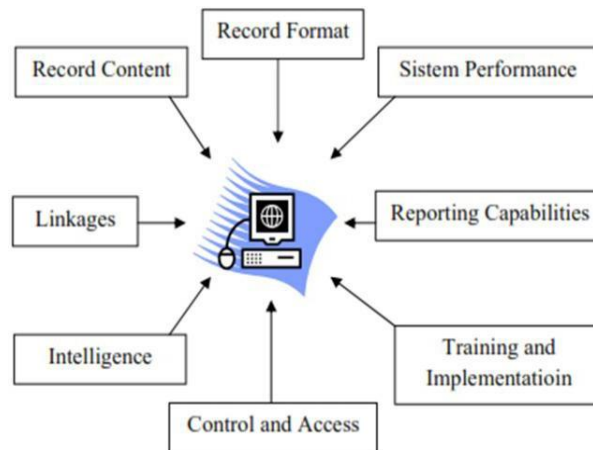 Record Format
Record Content
Sistem Performance
Linkages
Reporting Capabilities
Intelligence
Training and
Implementatioin
Control and Access